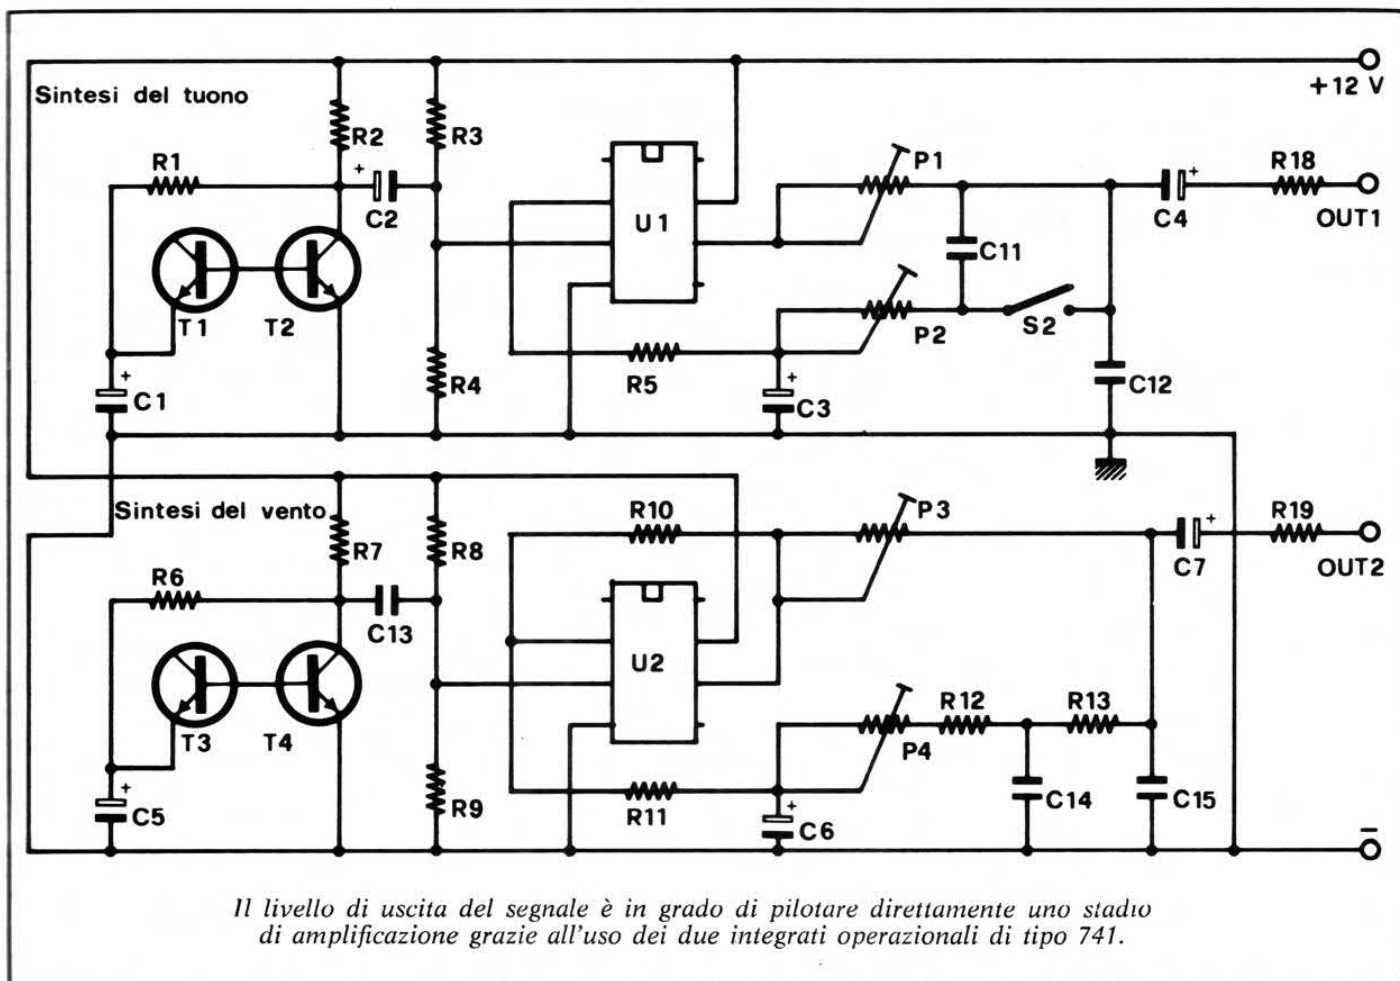 +12 V
Sintesi del tuono
R2
R3
R1
P1
R18
C2
U1
C4
OUT1
C11
T1
T2
P2
S2
R5
R4
C1
C3
C12
Sintesi del vento
R10
P3
R19
R7
R8
C7
OUT2
R6
C13
U2
R12
R13
T3
T4
P4
R9
R11
C14
C15
C5
C6
Il livello di uscita del segnale è in grado di pilotare direttamente uno stadio
di amplificazione grazie all'uso dei due integrati operazionali di tipo 741.